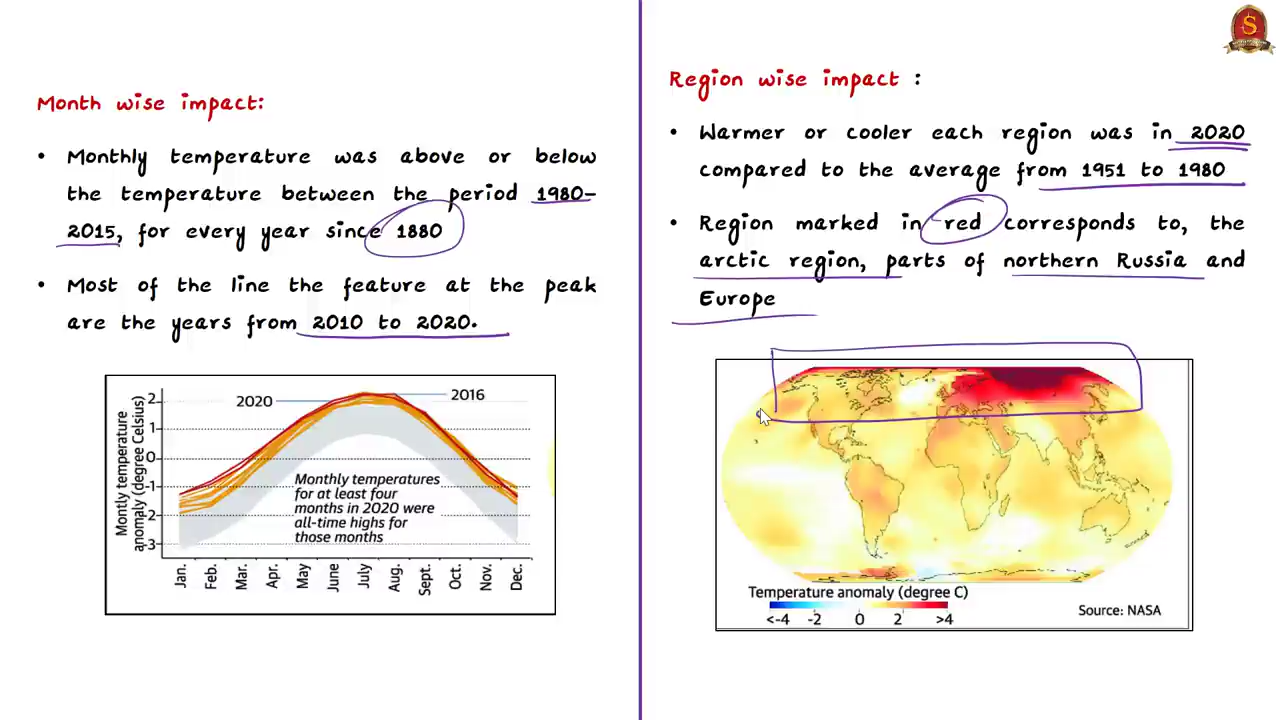 Month wise impact:
• Monthly temperature was above or below
the temperature between the period 1980-
2015, for every year since 1880
• Most of the line the feature at the peak
are the years from 2010 to 2020.
Montly temperature
anomaly (degree Celsius)
2
1
0
-1
-2
-3
2020
2016
Monthly temperatures
for at least four
months in 2020 were
all-time highs for
those months
Jan.
Feb.
Mar.
Apr.
May
June
July
Aug.
Sept.
Oct.
Nov.
Dec.
Region wise impact :
• Warmer or cooler each region was in 2020
compared to the average from 1951 to 1980
• Region marked in red corresponds to, the
arctic region, parts of northern Russia and
Europe
Temperature anomaly (degree C)
<-4 -2 0 2 >4
Source: NASA
S